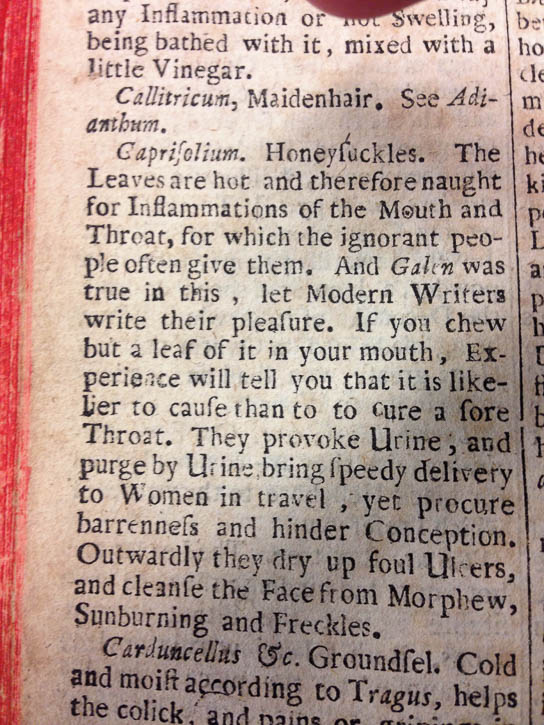 any Inflammation or hot Swelling,
being bathed with it, mixed with a
little Vinegar.
Callitricum, Maidenhair. See Adi-
anthum.
Caprifolium. Honeyſuckles. The
Leaves are hot and therefore naught
for Inflammations of the Mouth and
Throat, for which the ignorant peo-
ple often give them. And Galen was
true in this, let Modern Writers
write their pleaſure. If you chew
but a leaf of it in your mouth, Ex-
perience will tell you that it is like-
lier to cauſe than to to cure a ſore
Throat. They provoke Urine, and
purge by Urine bring ſpeedy delivery
to Women in travel, yet procure
barrenneſs and hinder Conception.
Outwardly they dry up foul Ulcers,
and cleanſe the Face from Morphew,
Sunburning and Freckles.
Carduncellus &c. Groundſel. Cold
and moiſt according to Tragus, helps
the colick, and pains or